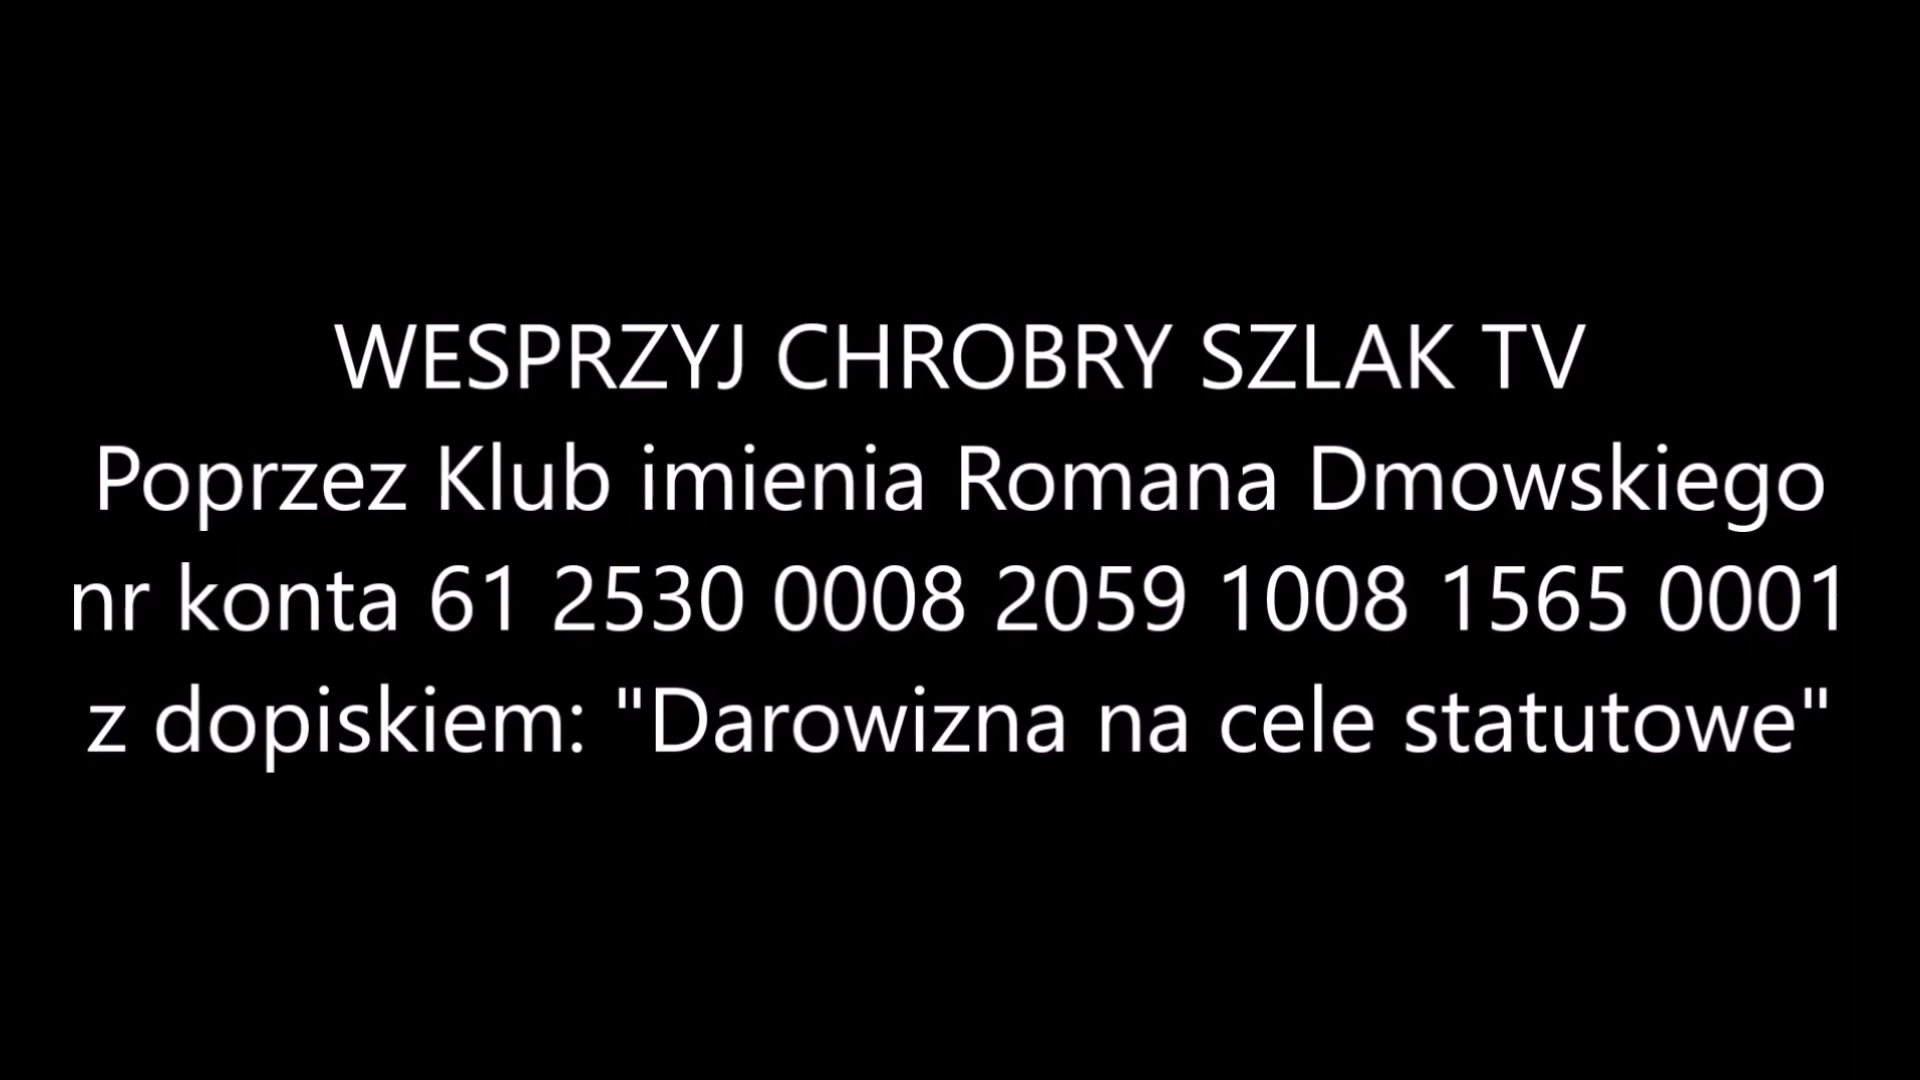 WESPRZYJ CHROBRY SZLAK TV
Poprzez Klub imienia Romana Dmowskiego
nr konta 61 2530 0008 2059 1008 1565 0001
z dopiskiem: "Darowizna na cele statutowe"